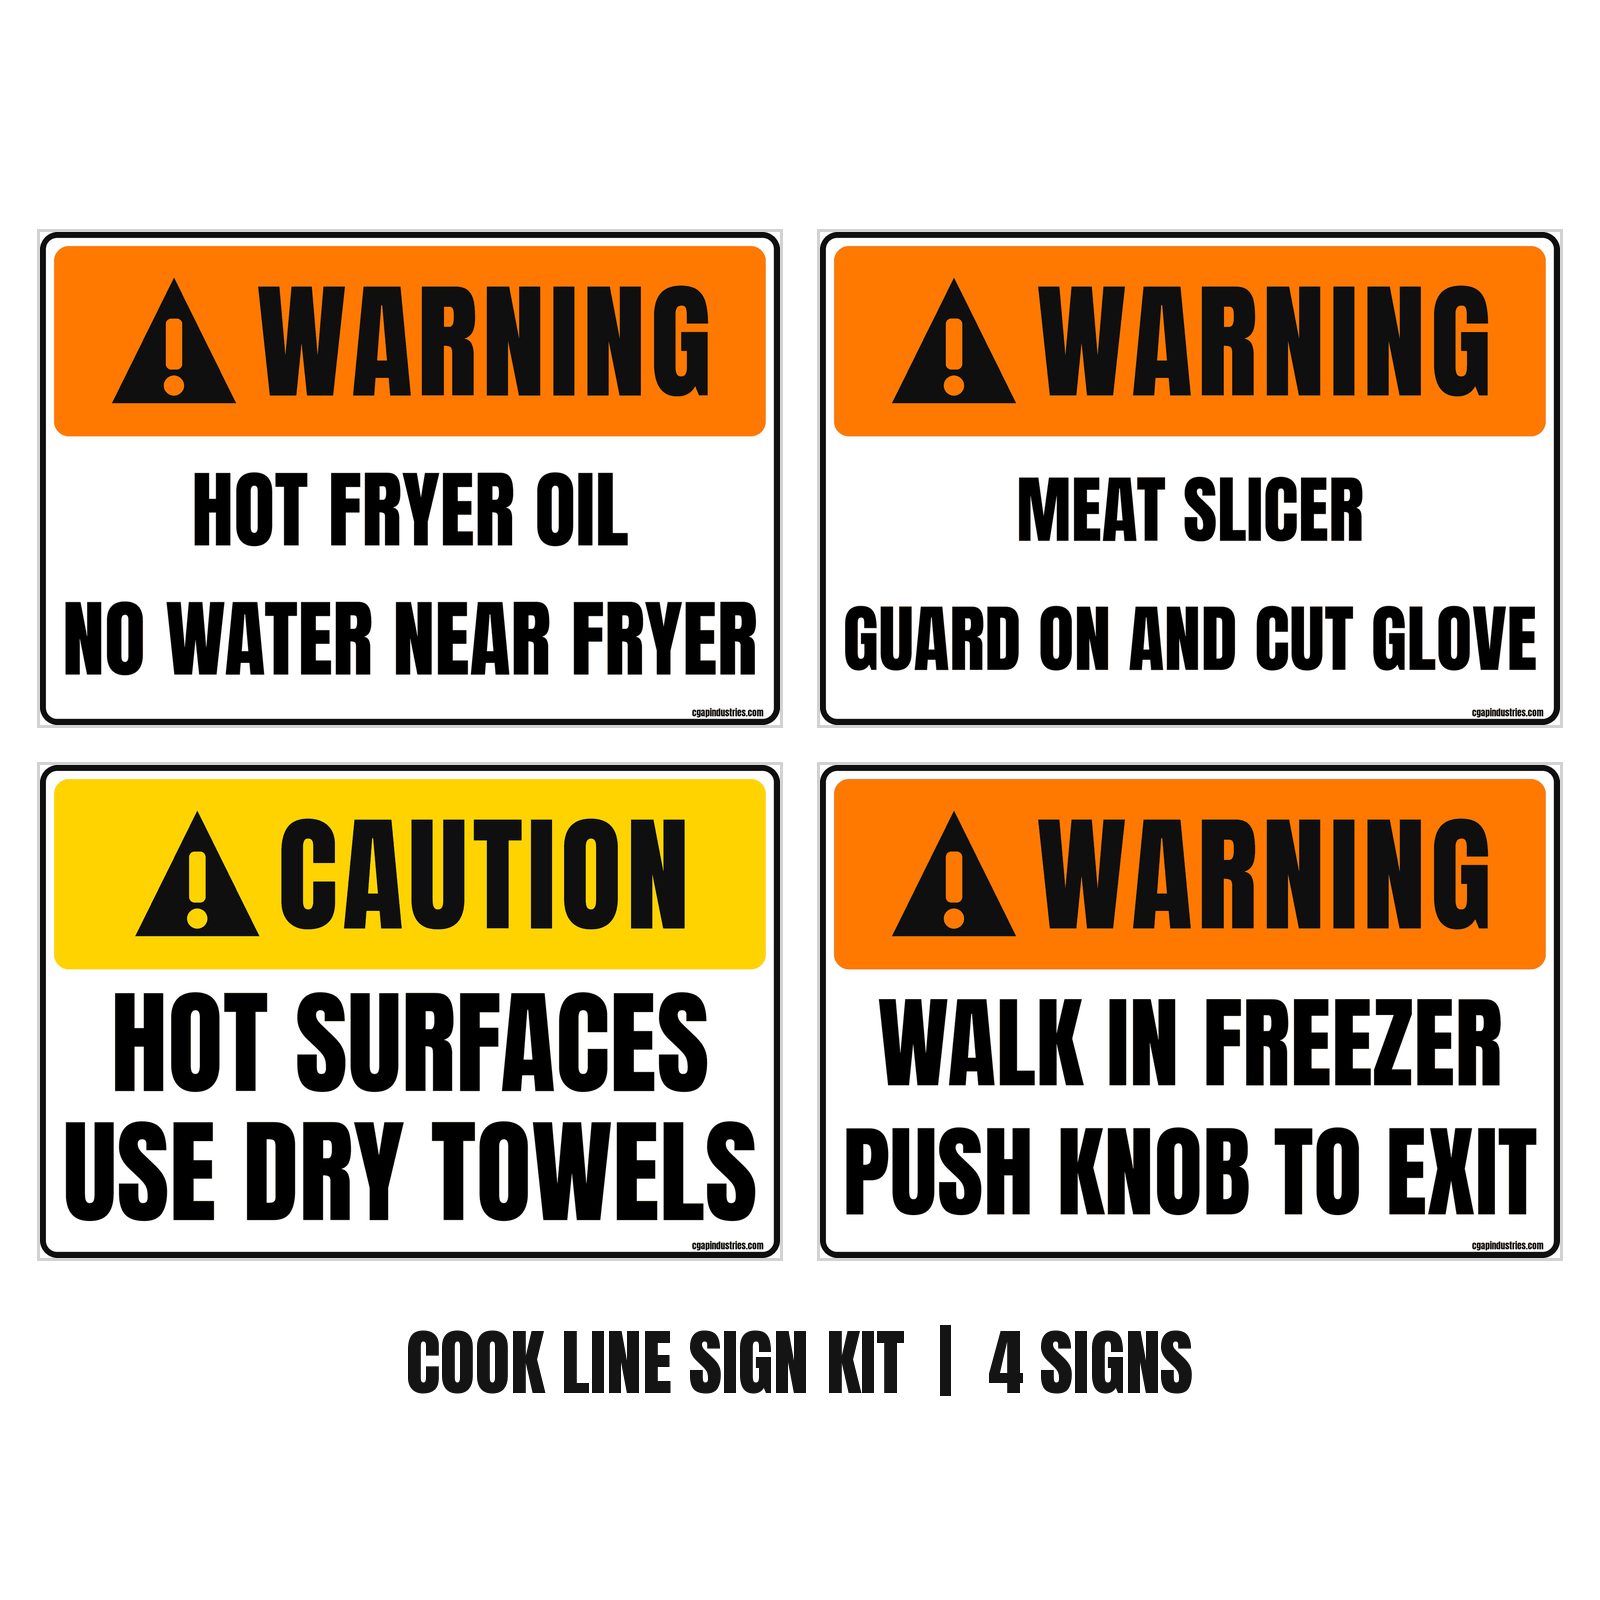 WARNING
HOT FRYER OIL
NO WATER NEAR FRYER
cgapindustries.com
WARNING
MEAT SLICER
GUARD ON AND CUT GLOVE
cgapindustries.com
CAUTION
HOT SURFACES
USE DRY TOWELS
cgapindustries.com
WARNING
WALK IN FREEZER
PUSH KNOB TO EXIT
cgapindustries.com
COOK LINE SIGN KIT | 4 SIGNS